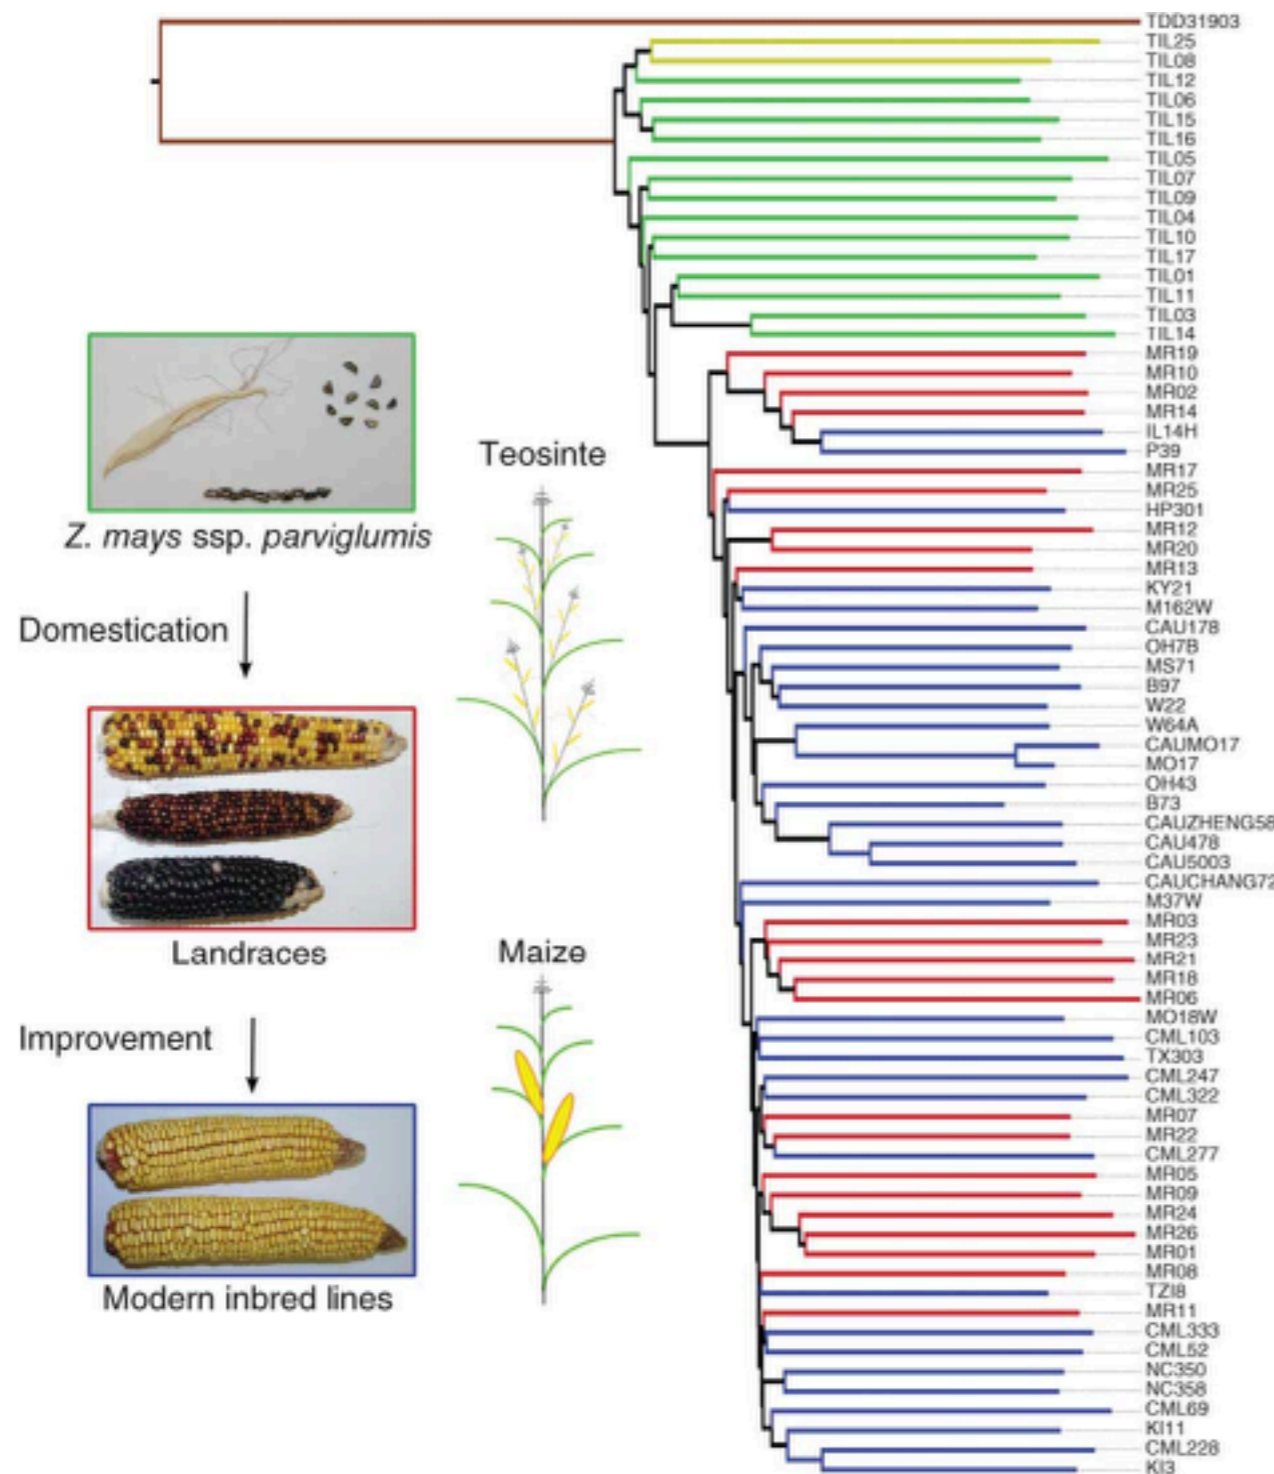 Z. mays ssp. parviglumis
Domestication
Landraces
Improvement
Modern inbred lines
Teosinte
Maize
TDD31903
TIL25
TIL08
TIL12
TIL06
TIL15
TIL16
TIL05
TIL07
TIL09
TIL04
TIL10
TIL17
TIL01
TIL11
TIL03
TIL14
MR19
MR10
MR02
MR14
IL14H
P39
MR17
MR25
HP301
MR12
MR20
MR13
KY21
M162W
CAU178
OH7B
MS71
B97
W22
W64A
CAUMO17
MO17
OH43
B73
CAUZHENG58
CAU478
CAU5003
CAUCHANG72
M37W
MR03
MR23
MR21
MR18
MR06
MO18W
CML103
TX303
CML247
CML322
MR07
MR22
CML277
MR05
MR09
MR24
MR26
MR01
MR08
TZI8
MR11
CML333
CML52
NC350
NC358
CML69
KI11
CML228
KI3